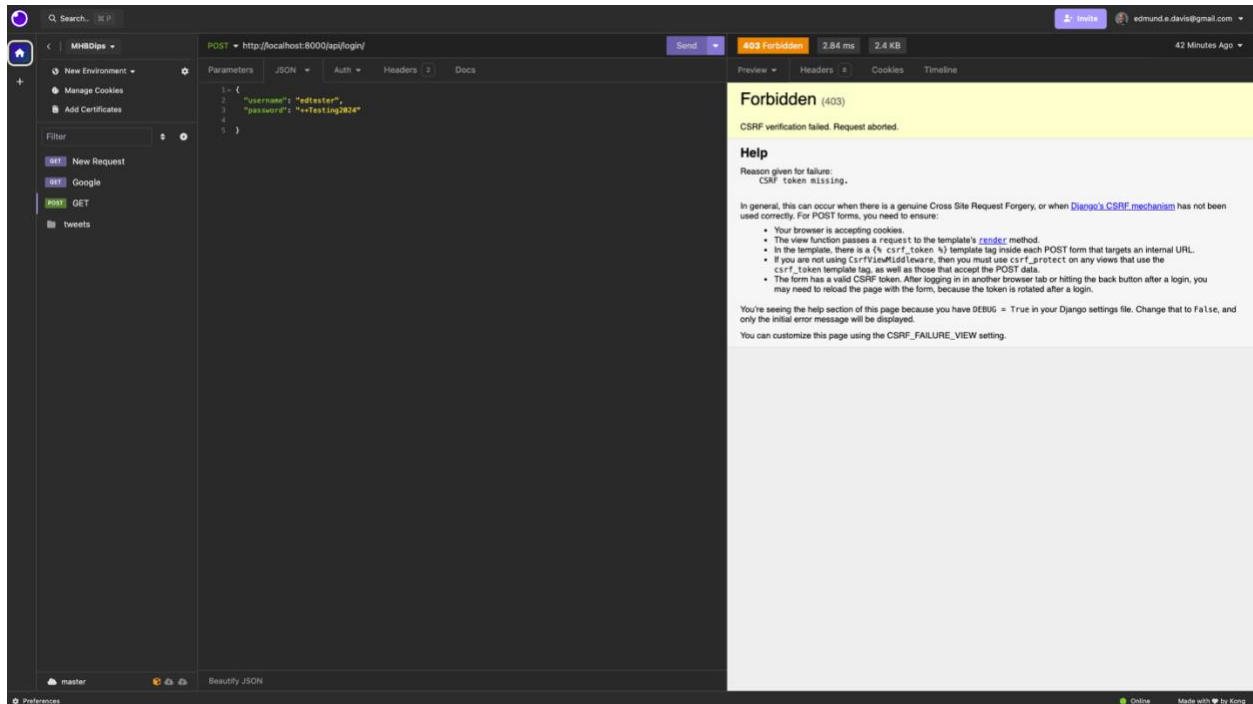 Search.. ⌘ P
Invite
edmund.e.davis@gmail.com
MHBDips
New Environment
Manage Cookies
Add Certificates
Filter
GET New Request
GET Google
POST GET
tweets
master
Preferences
POST http://localhost:8000/api/login/
Send
Parameters JSON Auth Headers 2 Docs
1 {
2 "username": "edtester",
3 "password": "++Testing2024"
4
5 }
Beautify JSON
403 Forbidden 2.84 ms 2.4 KB
42 Minutes Ago
Preview Headers 8 Cookies Timeline
Forbidden (403)
CSRF verification failed. Request aborted.
Help
Reason given for failure:
CSRF token missing.
In general, this can occur when there is a genuine Cross Site Request Forgery, or when Django's CSRF mechanism has not been
used correctly. For POST forms, you need to ensure:
• Your browser is accepting cookies.
• The view function passes a request to the template's render method.
• In the template, there is a {% csrf_token %} template tag inside each POST form that targets an internal URL.
• If you are not using CsrfViewMiddleware, then you must use csrf_protect on any views that use the
csrf_token template tag, as well as those that accept the POST data.
• The form has a valid CSRF token. After logging in in another browser tab or hitting the back button after a login, you
may need to reload the page with the form, because the token is rotated after a login.
You're seeing the help section of this page because you have DEBUG = True in your Django settings file. Change that to False, and
only the initial error message will be displayed.
You can customize this page using the CSRF_FAILURE_VIEW setting.
Online
Made with ♥ by Kong